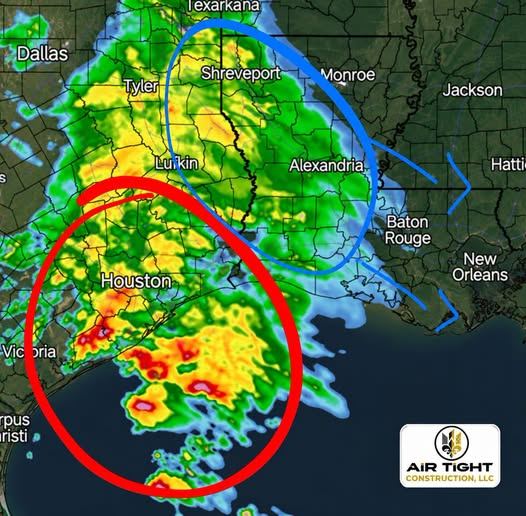 Texarkana
Dallas
Shreveport
Monroe
Tyler
Jackson
Lufkin
Alexandria
Hatti
s
Baton
Rouge
New
Orleans
Houston
Victoria
rpus
risti
AIR TiGHT
CONSTRUCTION, LLC